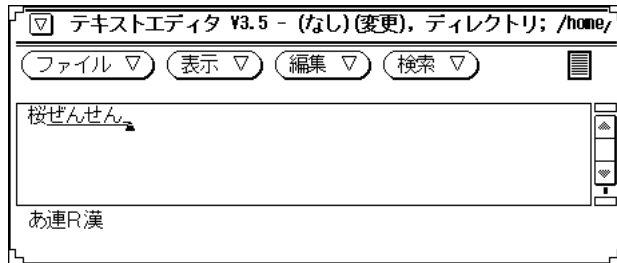 テキストエディタ V3.5 - (なし)(変更), ディレクトリ; /home/
ファイル 表示 編集 検索
桜ぜんせん
あ連R漢